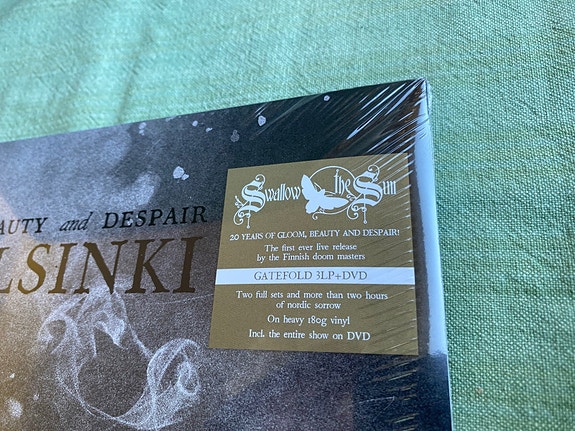 AUTY and DESPAIR
LSINKI
Swallow the Sun
20 YEARS OF GLOOM, BEAUTY AND DESPAIR!
The first ever live release
by the Finnish doom masters
GATEFOLD 3LP+DVD
Two full sets and more than two hours
of nordic sorrow
On heavy 180g vinyl
Incl. the entire show on DVD